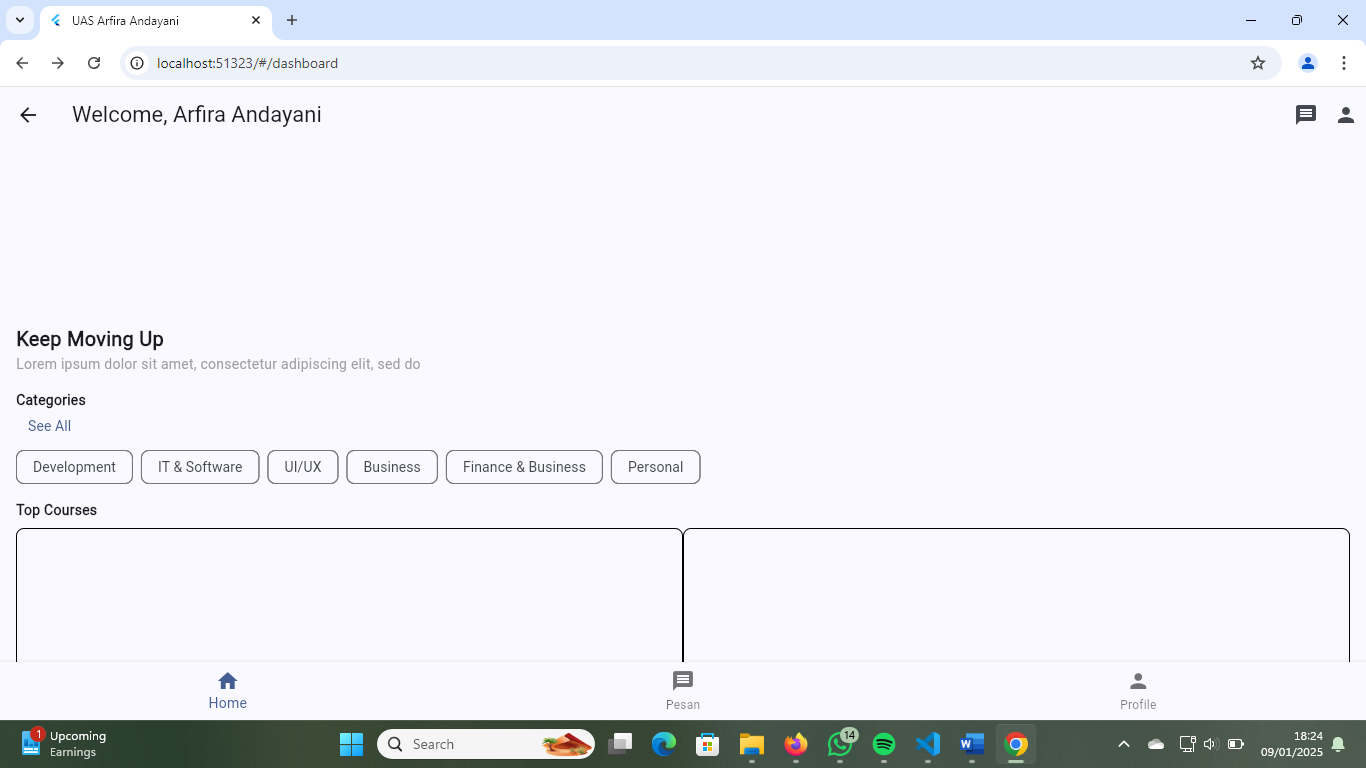 UAS Arfira Andayani
localhost:51323/#/dashboard
Welcome, Arfira Andayani
Keep Moving Up
Lorem ipsum dolor sit amet, consectetur adipiscing elit, sed do
Categories
See All
Development IT & Software UI/UX Business Finance & Business Personal
Top Courses
Home Pesan Profile
1
Upcoming
Earnings
Search
14
18:24
09/01/2025